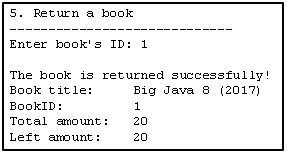 5. Return a book
-----------------------------
Enter book's ID: 1
The book is returned successfully!
Book title: Big Java 8 (2017)
BookID: 1
Total amount: 20
Left amount: 20